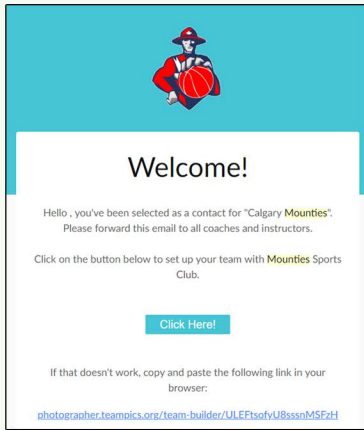 Welcome!
Hello , you've been selected as a contact for "Calgary Mounties".
Please forward this email to all coaches and instructors.
Click on the button below to set up your team with Mounties Sports
Club.
Click Here!
If that doesn't work, copy and paste the following link in your
browser:
photographer.teampics.org/team-builder/ULEFtsofyU8sssnMSFzH